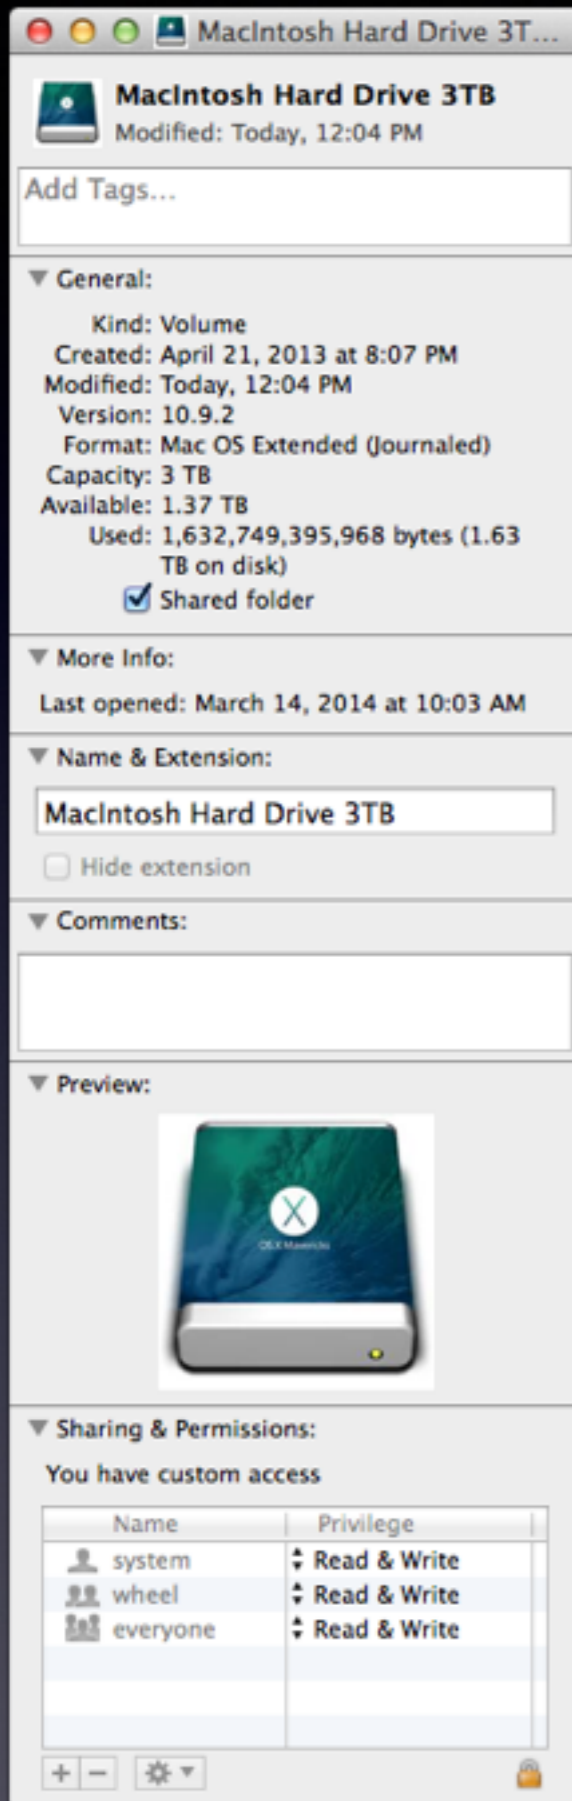 MacIntosh Hard Drive 3T...
MacIntosh Hard Drive 3TB
Modified: Today, 12:04 PM
Add Tags...
General:
Kind: Volume
Created: April 21, 2013 at 8:07 PM
Modified: Today, 12:04 PM
Version: 10.9.2
Format: Mac OS Extended (Journaled)
Capacity: 3 TB
Available: 1.37 TB
Used: 1,632,749,395,968 bytes (1.63
TB on disk)
Shared folder
More Info:
Last opened: March 14, 2014 at 10:03 AM
Name & Extension:
MacIntosh Hard Drive 3TB
Hide extension
Comments:
Preview:
X
OS X Mavericks
Sharing & Permissions:
You have custom access
Name Privilege
system Read & Write
wheel Read & Write
everyone Read & Write